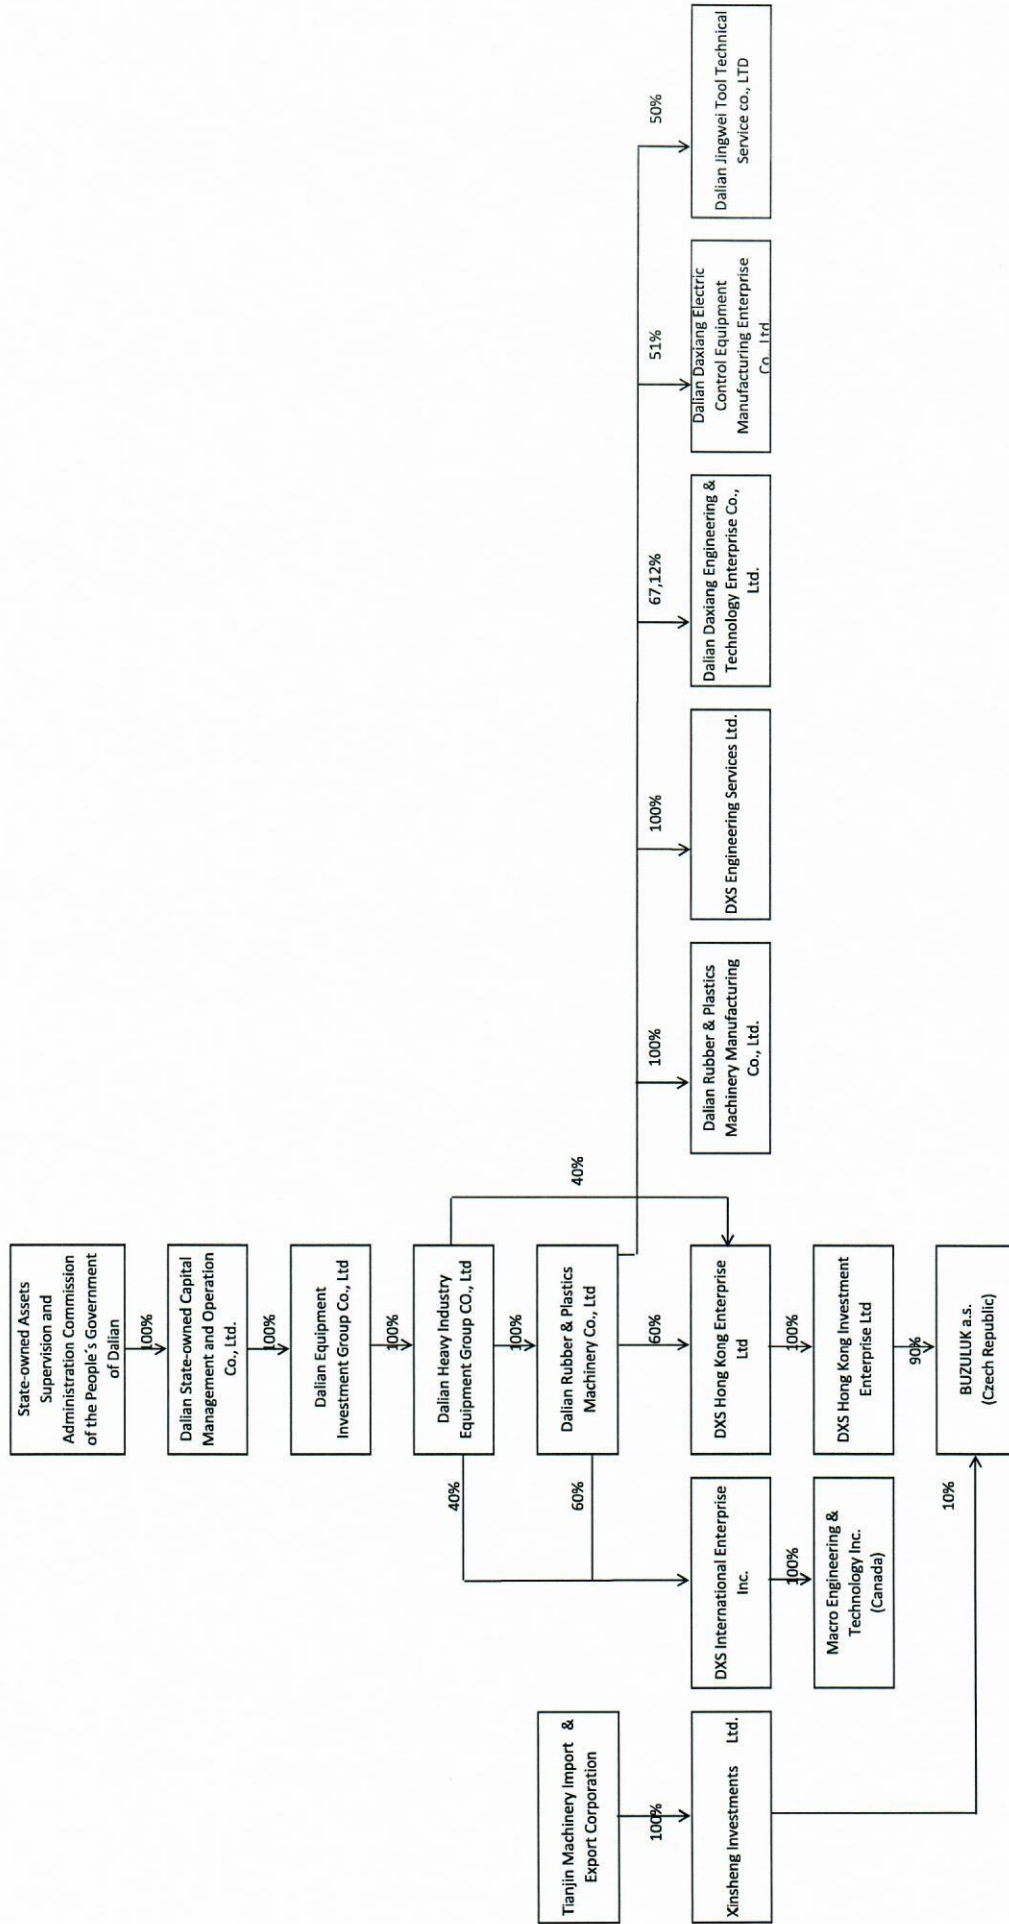 State-owned Assets
Supervision and
Administration Commission
of the People´s Government
of Dalian
100%
Dalian State-owned Capital
Management and Operation
Co., Ltd.
100%
Dalian Equipment
Investment Group Co., Ltd
100%
Dalian Heavy Industry
Equipment Group CO., Ltd
40%
100%
40%
Tianjin Machinery Import &
Export Corporation
Dalian Rubber & Plastics
Machinery Co., Ltd
60%
100%
60%
100%
100%
67,12%
51%
50%
Xinsheng Investments Ltd.
DXS International Enterprise
Inc.
DXS Hong Kong Enterprise
Ltd
Dalian Rubber & Plastics
Machinery Manufacturing
Co., Ltd.
DXS Engineering Services Ltd.
Dalian Daxiang Engineering &
Technology Enterprise Co.,
Ltd.
Dalian Daxiang Electric
Control Equipment
Manufacturing Enterprise
Co. Ltd
Dalian Jingwei Tool Technical
Service co., LTD
100%
100%
Macro Engineering &
Technology Inc.
(Canada)
DXS Hong Kong Investment
Enterprise Ltd
10%
90%
BUZULUK a.s.
(Czech Republic)